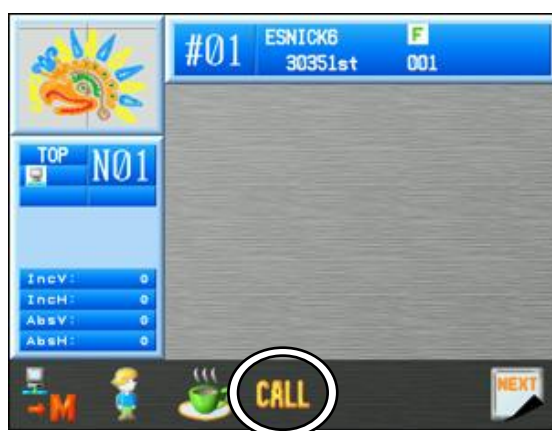 #01
ESNICK6 F
30351st 001
TOP N01
IncV: 0
IncH: 0
AbsV: 0
AbsH: 0
M CALL NEXT